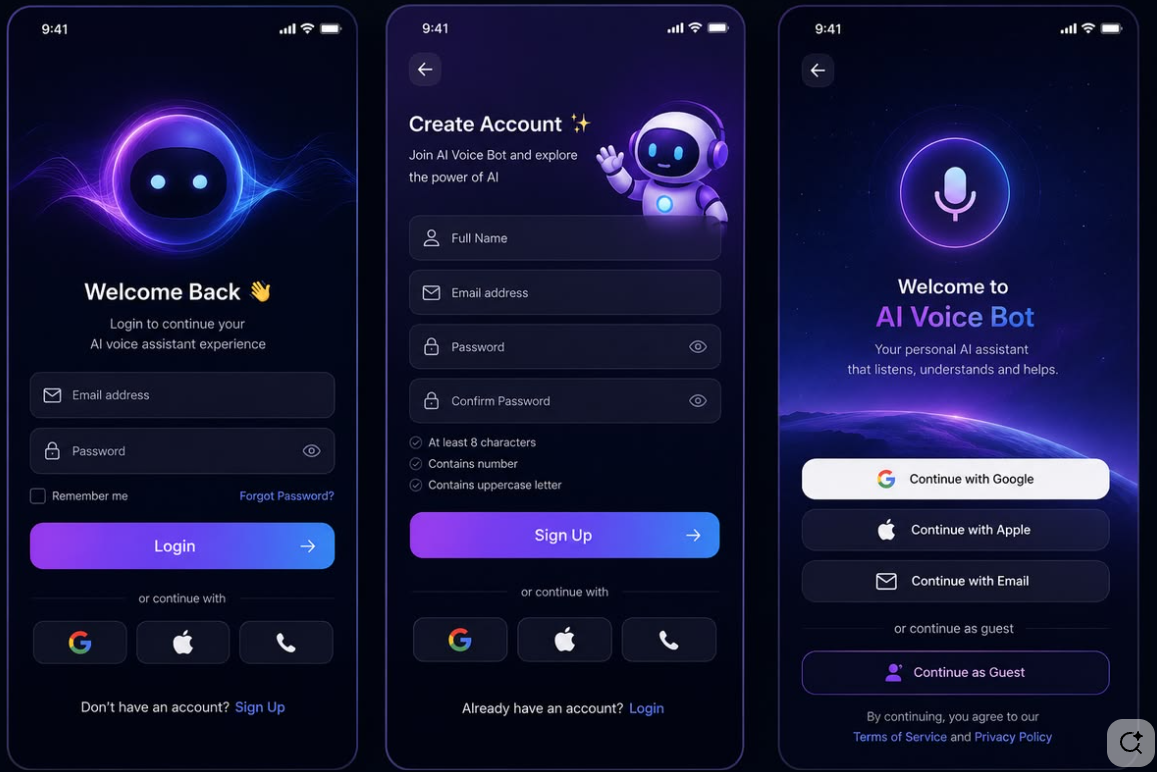 9:41
Welcome Back 👋
Login to continue your
AI voice assistant experience
Email address
Password
Remember me
Forgot Password?
Login
or continue with
Don't have an account? Sign Up
9:41
Create Account ✨
Join AI Voice Bot and explore
the power of AI
Full Name
Email address
Password
Confirm Password
At least 8 characters
Contains number
Contains uppercase letter
Sign Up
or continue with
Already have an account? Login
9:41
Welcome to
AI Voice Bot
Your personal AI assistant
that listens, understands and helps.
Continue with Google
Continue with Apple
Continue with Email
or continue as guest
Continue as Guest
By continuing, you agree to our
Terms of Service and Privacy Policy